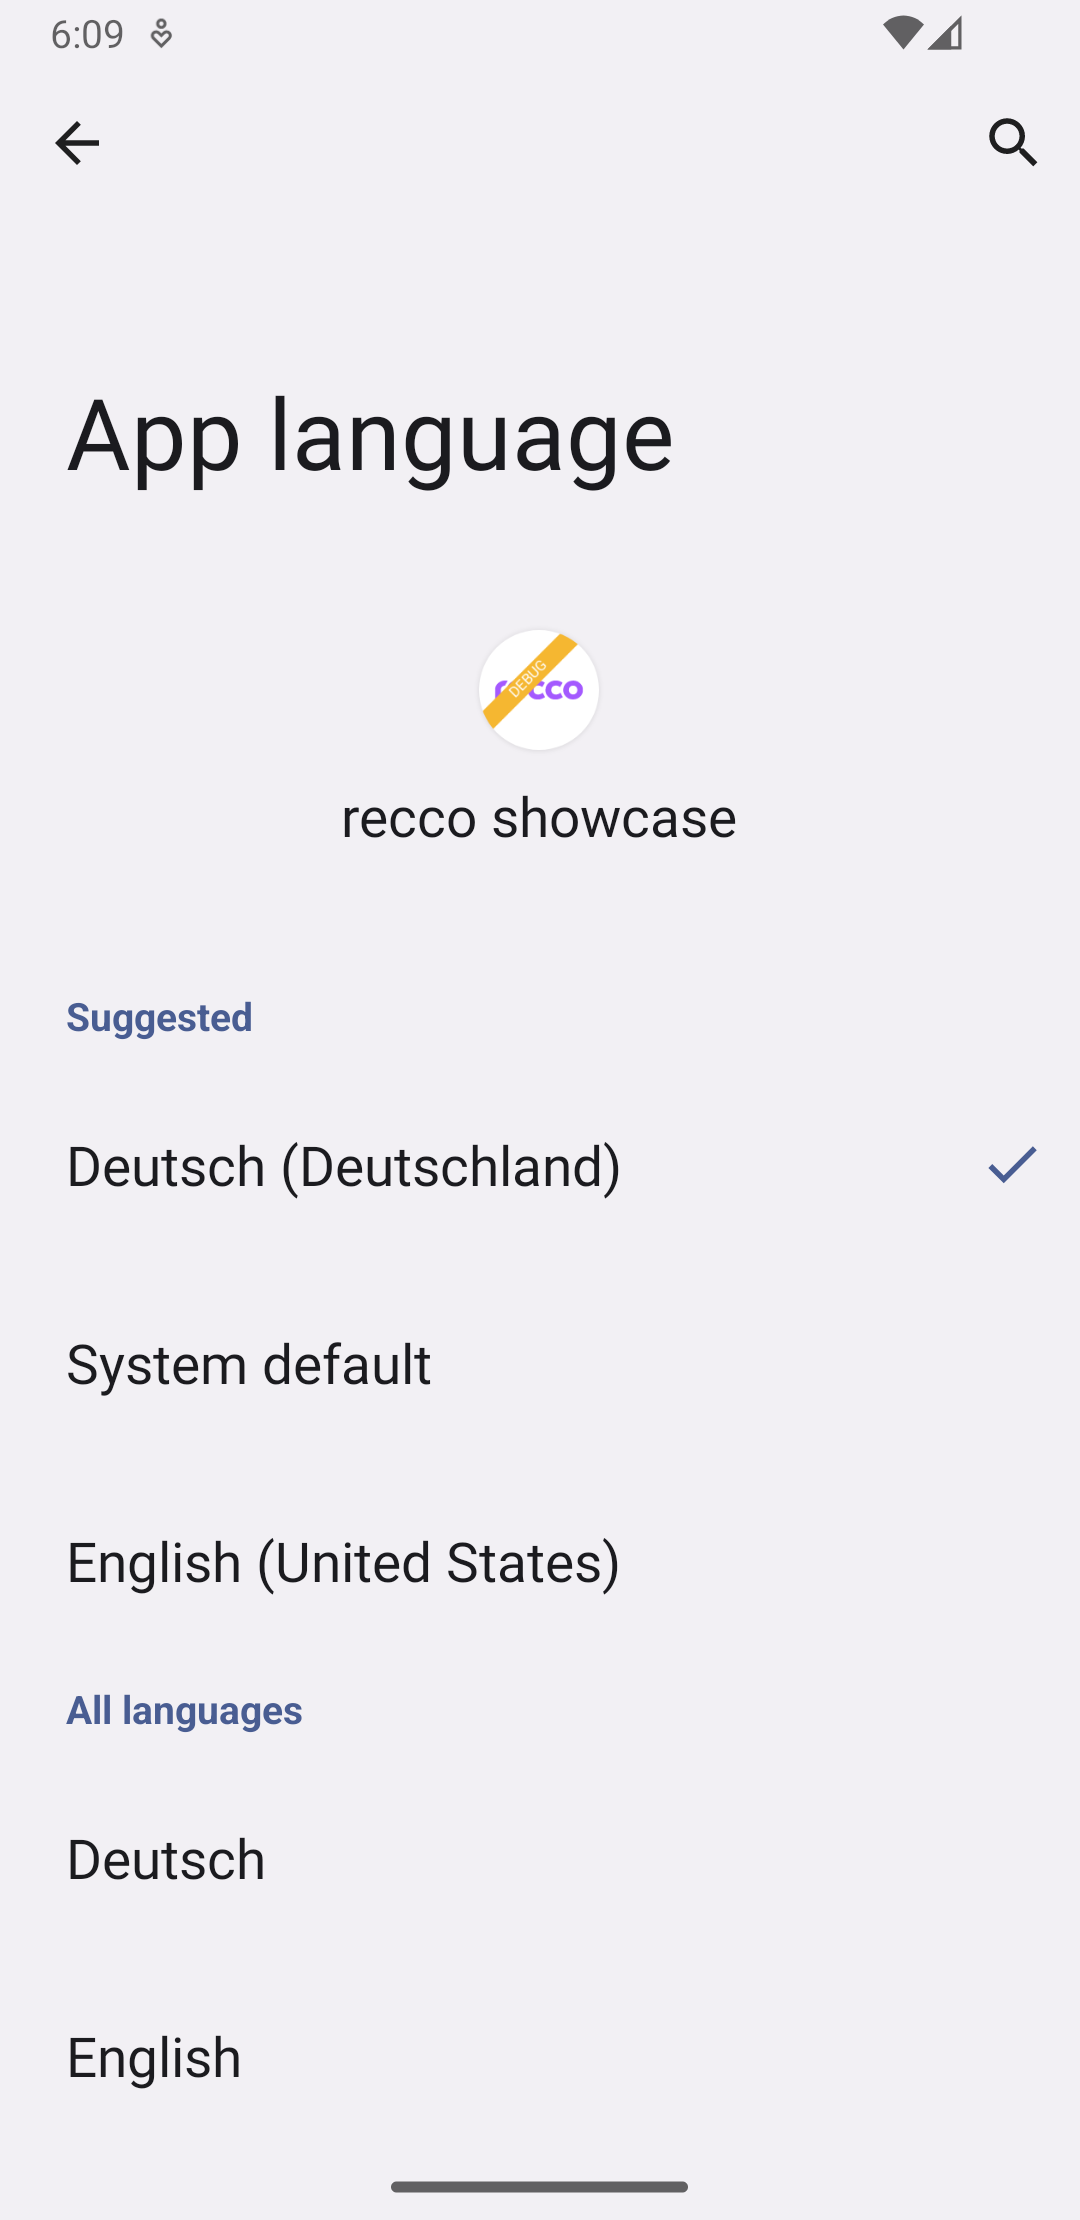 6:09
App language
DEBUG
recco showcase
Suggested
Deutsch (Deutschland)
System default
English (United States)
All languages
Deutsch
English